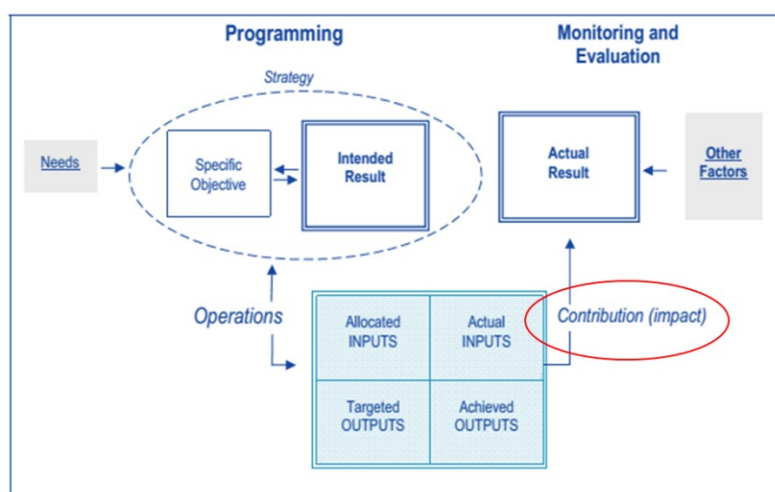 Programming
Monitoring and
Evaluation
Strategy
Needs
Specific
Objective
Intended
Result
Actual
Result
Other
Factors
Operations
Allocated
INPUTS
Actual
INPUTS
Contribution (impact)
Targeted
OUTPUTS
Achieved
OUTPUTS